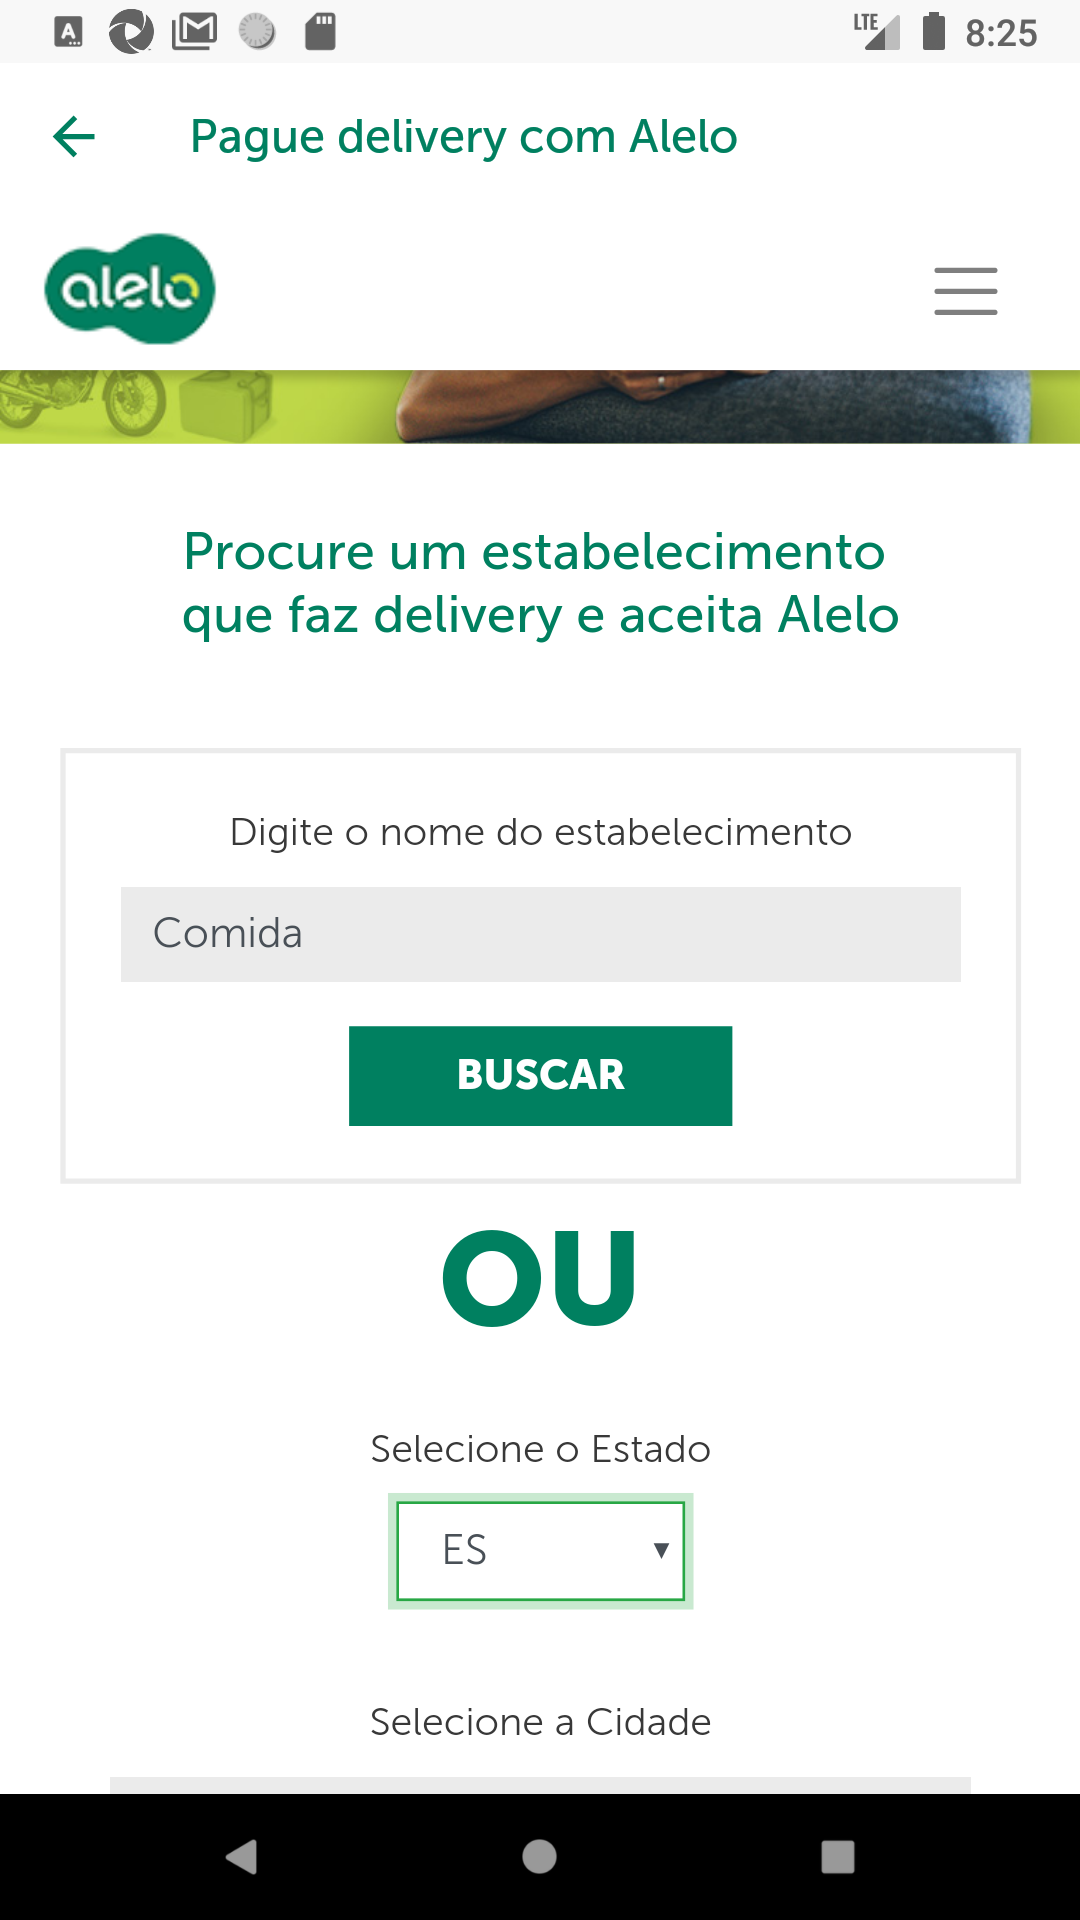 A
LTE
8:25
Pague delivery com Alelo
alelo
Procure um estabelecimento
que faz delivery e aceita Alelo
Digite o nome do estabelecimento
Comida
BUSCAR
OU
Selecione o Estado
ES
Selecione a Cidade